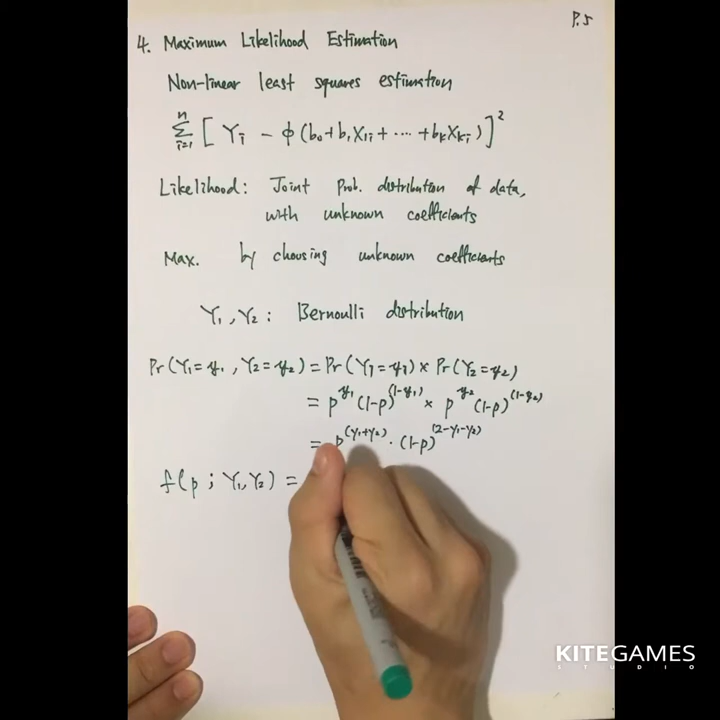 P.5
4. Maximum Likelihood Estimation
Non-linear least squares estimation
n
∑ [ Yi - φ(b0+b1X1i+ ··· +bkXki) ]²
i=1
Likelihood: Joint Prob. distribution of data,
with unknown coefficients
Max. by choosing unknown coefficients
Y1, Y2 : Bernoulli distribution
Pr(Y1=y1, Y2=y2) = Pr(Y1=y1) × Pr(Y2=y2)
= p^y1 (1-p)^(1-y1) × p^y2 (1-p)^(1-y2)
= p^(y1+y2) · (1-p)^(2-y1-y2)
f(p ; Y1,Y2) =
KITEGAMES
STUDIO